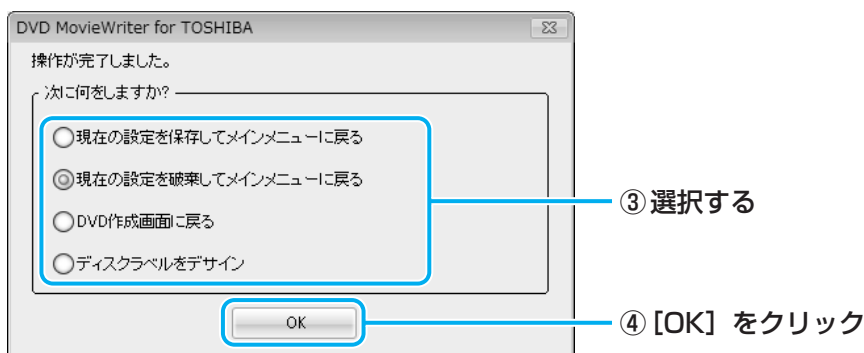 DVD MovieWriter for TOSHIBA
操作が完了しました。
次に何をしますか?
現在の設定を保存してメインメニューに戻る
現在の設定を破棄してメインメニューに戻る
③選択する
DVD作成画面に戻る
ディスクラベルをデザイン
OK
④[OK]をクリック